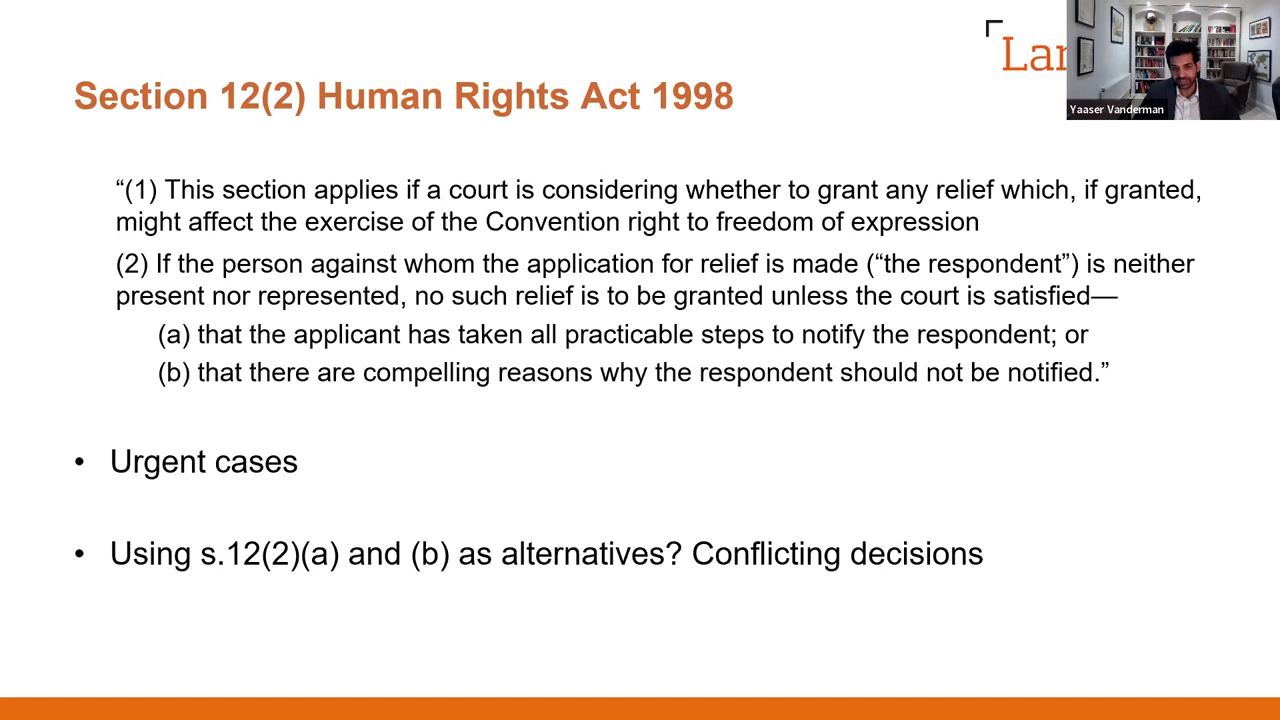 Lan
Yaaser Vanderman
Section 12(2) Human Rights Act 1998
“(1) This section applies if a court is considering whether to grant any relief which, if granted,
might affect the exercise of the Convention right to freedom of expression
(2) If the person against whom the application for relief is made (“the respondent”) is neither
present nor represented, no such relief is to be granted unless the court is satisfied—
(a) that the applicant has taken all practicable steps to notify the respondent; or
(b) that there are compelling reasons why the respondent should not be notified.”
• Urgent cases
• Using s.12(2)(a) and (b) as alternatives? Conflicting decisions